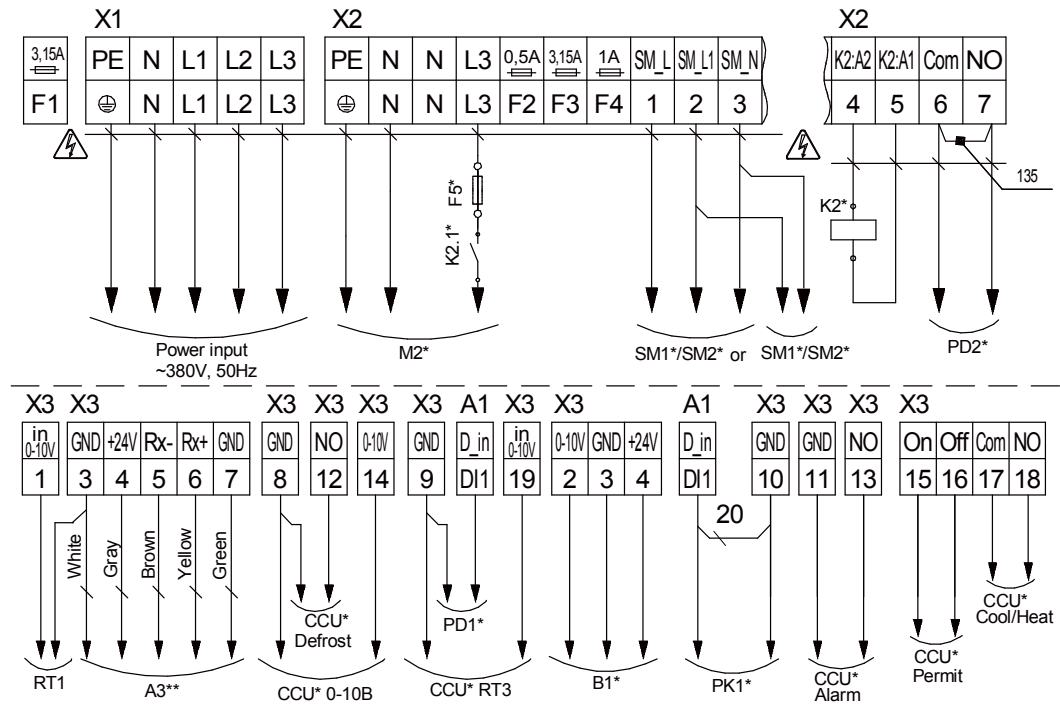 X1 X2 X2
3,15A PE N L1 L2 L3 PE N N L3 0,5A 3,15A 1A SM_L SM_L1 SM_N K2:A2 K2:A1 Com NO
F1 N L1 L2 L3 N N L3 F2 F3 F4 1 2 3 4 5 6 7
135
F5*
K2.1*
K2*
Power input
~380V, 50Hz
M2*
SM1*/SM2* or SM1*/SM2*
PD2*
X3 X3 X3 X3 X3 X3 A1 X3 X3 A1 X3 X3 X3 X3
in 0-10V GND +24V Rx- Rx+ GND GND NO 0-10V GND D_in in 0-10V 0-10V GND +24V D_in GND GND NO On Off Com NO
1 3 4 5 6 7 8 12 14 9 DI1 19 2 3 4 DI1 10 11 13 15 16 17 18
20
White
Gray
Brown
Yellow
Green
CCU*
Defrost
PD1*
CCU*
Cool/Heat
RT1
A3**
CCU* 0-10B
CCU* RT3
B1*
PK1*
CCU*
Alarm
CCU*
Permit